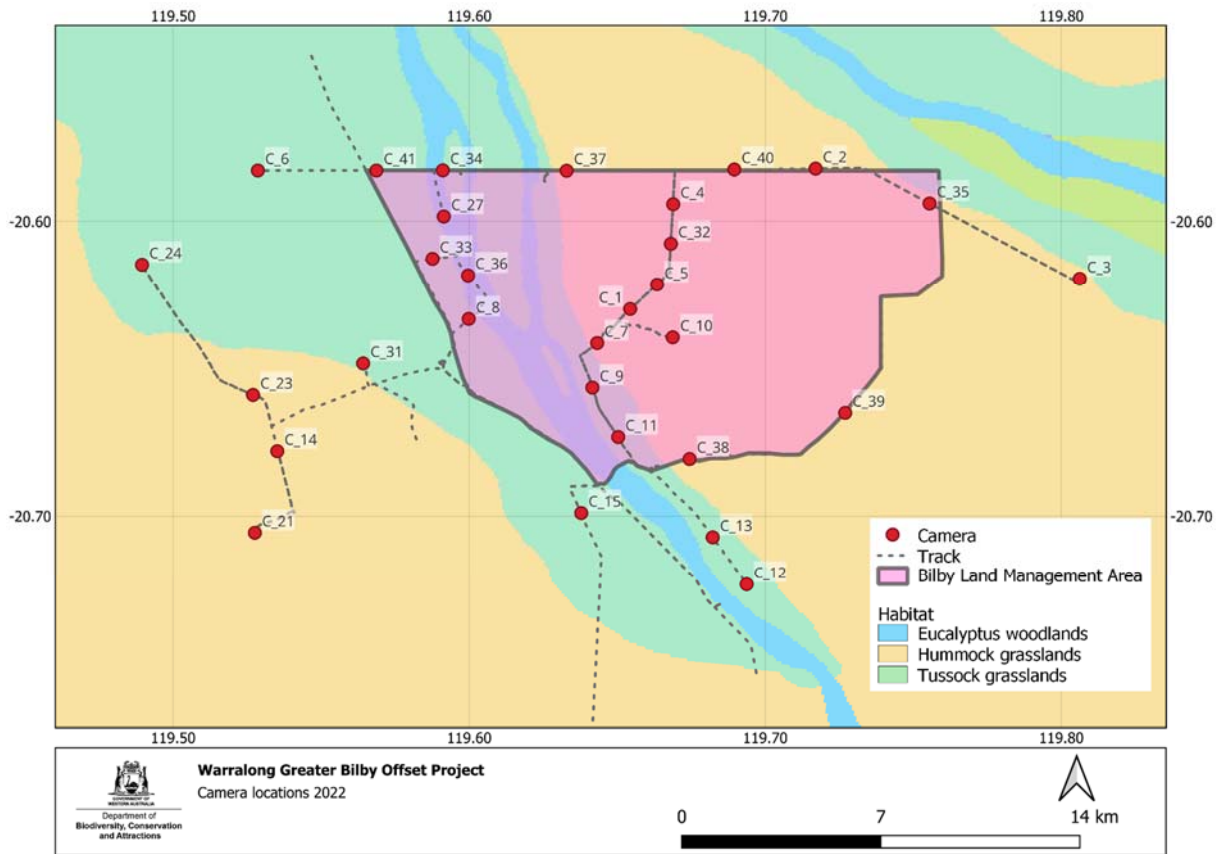 119.50 119.60 119.70 119.80
C_6
C_41
C_34
C_37
C_40
C_2
C_4
C_35
C_27
-20.60 -20.60
C_32
C_24
C_33
C_36
C_5
C_3
C_1
C_8
C_10
C_7
C_31
C_9
C_23
C_39
C_11
C_14
C_38
C_15
-20.70 -20.70
C_21
C_13
C_12
Camera
Track
Bilby Land Management Area
Habitat
Eucalyptus woodlands
Hummock grasslands
Tussock grasslands
119.50 119.60 119.70 119.80
Warralong Greater Bilby Offset Project
Camera locations 2022
GOVERNMENT OF
WESTERN AUSTRALIA
Department of
Biodiversity, Conservation
and Attractions
0 7 14 km